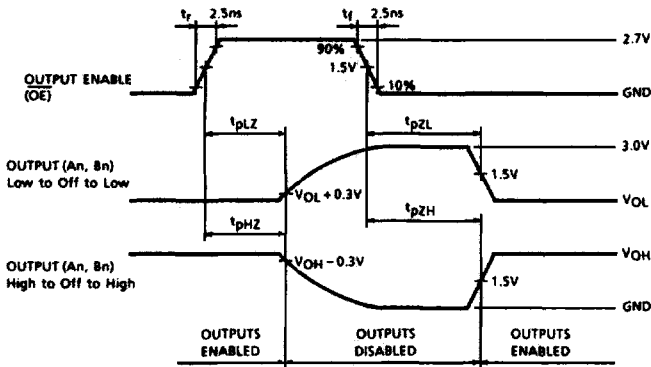 tr 2.5ns tf 2.5ns
2.7V
90%
1.5V
OUTPUT ENABLE
(OE)
10%
GND
tpLZ tpZL
3.0V
OUTPUT (An, Bn)
Low to Off to Low
1.5V
VOL + 0.3V
VOL
tpHZ tpZH
VOH
OUTPUT (An, Bn)
High to Off to High
VOH − 0.3V
1.5V
GND
OUTPUTS ENABLED
OUTPUTS DISABLED
OUTPUTS ENABLED